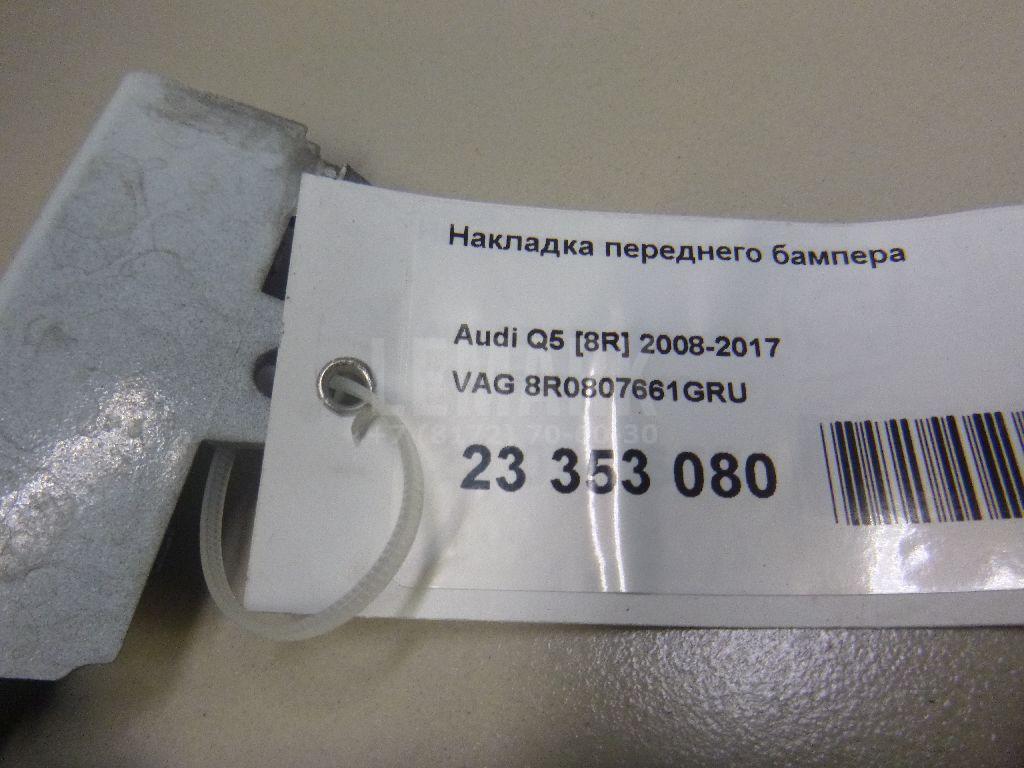 Накладка переднего бампера
Audi Q5 [8R] 2008-2017
VAG 8R0807661GRU
23 353 080